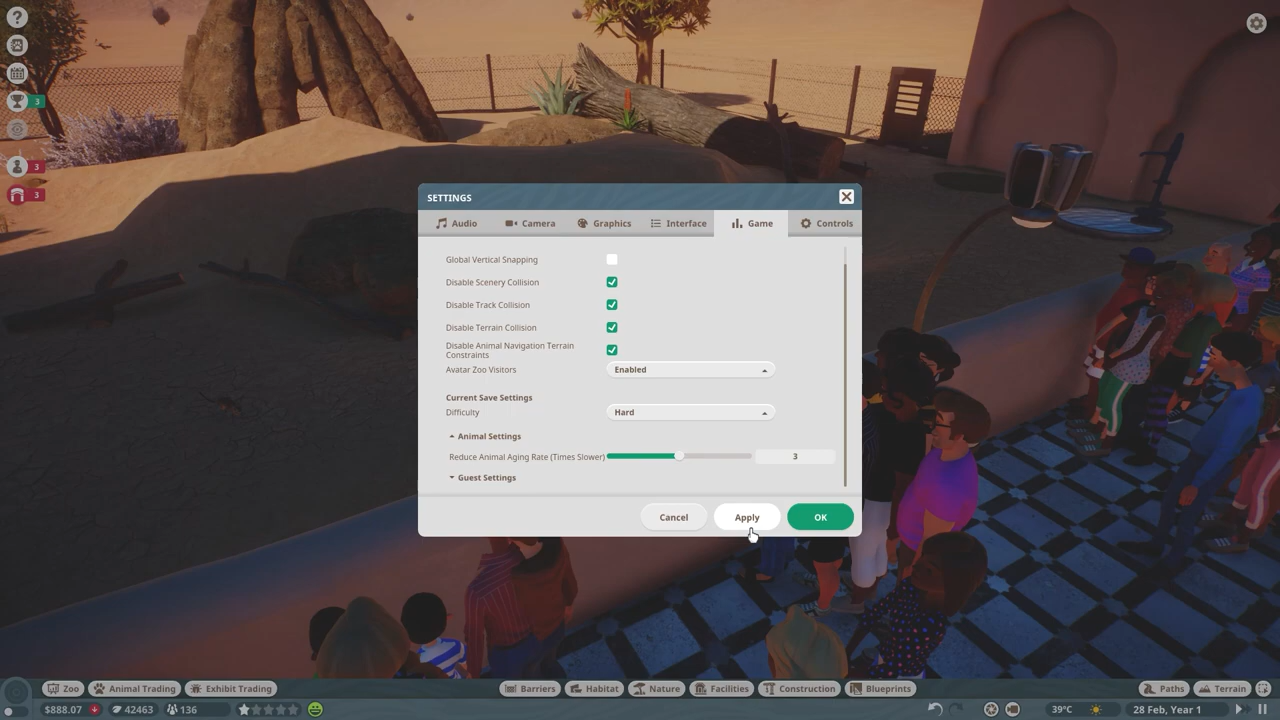 3
3
3
SETTINGS
Audio Camera Graphics Interface Game Controls
Global Vertical Snapping
Disable Scenery Collision
Disable Track Collision
Disable Terrain Collision
Disable Animal Navigation Terrain
Constraints
Avatar Zoo Visitors Enabled
Current Save Settings
Difficulty Hard
Animal Settings
Reduce Animal Aging Rate (Times Slower) 3
Guest Settings
Cancel Apply OK
Zoo Animal Trading Exhibit Trading Barriers Habitat Nature Facilities Construction Blueprints Paths Terrain
$888.07 42463 136 39°C 28 Feb, Year 1